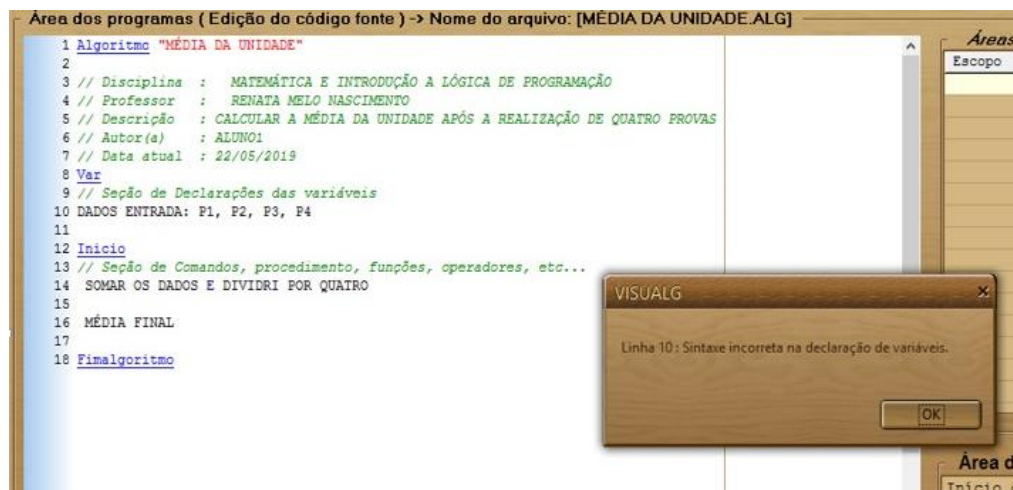 Área dos programas ( Edição do código fonte ) -> Nome do arquivo: [MÉDIA DA UNIDADE.ALG]
1 Algoritmo "MÉDIA DA UNIDADE"
2
3 // Disciplina : MATEMÁTICA E INTRODUÇÃO A LÓGICA DE PROGRAMAÇÃO
4 // Professor : RENATA MELO NASCIMENTO
5 // Descrição : CALCULAR A MÉDIA DA UNIDADE APÓS A REALIZAÇÃO DE QUATRO PROVAS
6 // Autor(a) : ALUNO1
7 // Data atual : 22/05/2019
8 Var
9 // Seção de Declarações das variáveis
10 DADOS ENTRADA: P1, P2, P3, P4
11
12 Inicio
13 // Seção de Comandos, procedimento, funções, operadores, etc...
14 SOMAR OS DADOS E DIVIDRI POR QUATRO
15
16 MÉDIA FINAL
17
18 Fimalgoritmo
Áreas
Escopo
VISUALG
Linha 10 : Sintaxe incorreta na declaração de variáveis.
OK
Área d
Início